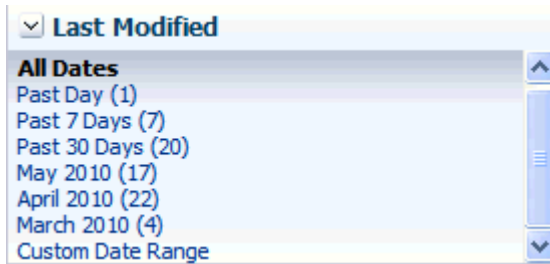 Last Modified
All Dates
Past Day (1)
Past 7 Days (7)
Past 30 Days (20)
May 2010 (17)
April 2010 (22)
March 2010 (4)
Custom Date Range